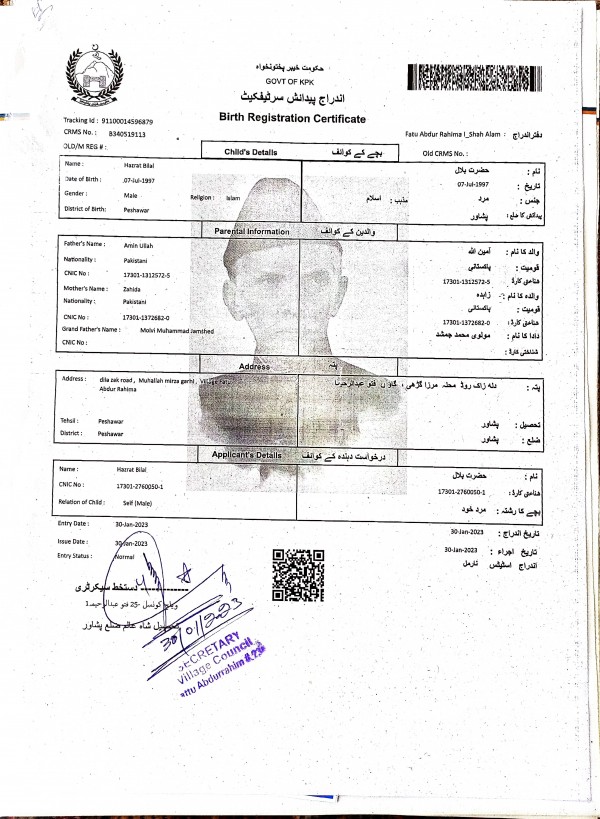 حکومت خیبر پختونخواہ
GOVT OF KPK
اندراج پیدائش سرٹیفکیٹ
Birth Registration Certificate
Tracking Id : 91100014596879
CRMS No. : B340519113
Fatu Abdur Rahima I_Shah Alam : دفتراندراج
OLD/M REG # :
Old CRMS No. :
Child's Details بچے کے کوائف
Name : Hazrat Bilal
نام : حضرت بلال
Date of Birth : 07-Jul-1997
تاریخ : 07-Jul-1997
Gender : Male Religion : Islam
جنس : مرد مذہب : اسلام
District of Birth: Peshawar
پیدائش کا ضلع : پشاور
Parental Information والدین کے کوائف
Father's Name : Amin Ullah
والد کا نام : أمین اللہ
Nationality : Pakistani
قومیت : پاکستانی
CNIC No : 17301-1312572-5
شناختی کارڈ : 17301-1312572-5
Mother's Name : Zahida
والدہ کا نام : زاہدہ
Nationality : Pakistani
قومیت : پاکستانی
CNIC No : 17301-1372682-0
شناختی کارڈ : 17301-1372682-0
Grand Father's Name : Molvi Muhammad Jamshed
دادا کا نام : مولوی محمد جمشد
CNIC No :
شناختی کارڈ:
Address پتہ
Address : dila zak road , Muhallah mirza garhi , Village Fatu
Abdur Rahima
پتہ : دلہ زاک روڈ محلہ مرزا گڑھی ، گاؤں فتو عبدالرحیما
Tehsil : Peshawar
تحصیل : پشاور
District : Peshawar
ضلع : پشاور
Applicant's Details درخواست دہندہ کے کوائف
Name : Hazrat Bilal
نام : حضرت بلال
CNIC No : 17301-2760050-1
شناختی کارڈ : 17301-2760050-1
Relation of Child : Self (Male)
بچے کا رشتہ : مرد خود
Entry Date : 30-Jan-2023
تاریخ اندراج : 30-Jan-2023
Issue Date : 30-Jan-2023
تاریخ اجراء : 30-Jan-2023
Entry Status : Normal
اندراج اسٹیٹس نارمل
دستخط سیکرٹری
ویلج کونسل -25 فتو عبدالرحیمہ1
تحصیل شاہ عالم ضلع پشاور
30/01/2023
SECRETARY
Village Council
Fattu Abdurrahim